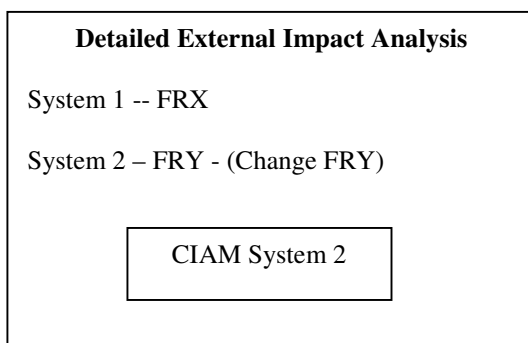 Detailed External Impact Analysis
System 1 -- FRX
System 2 – FRY - (Change FRY)
CIAM System 2